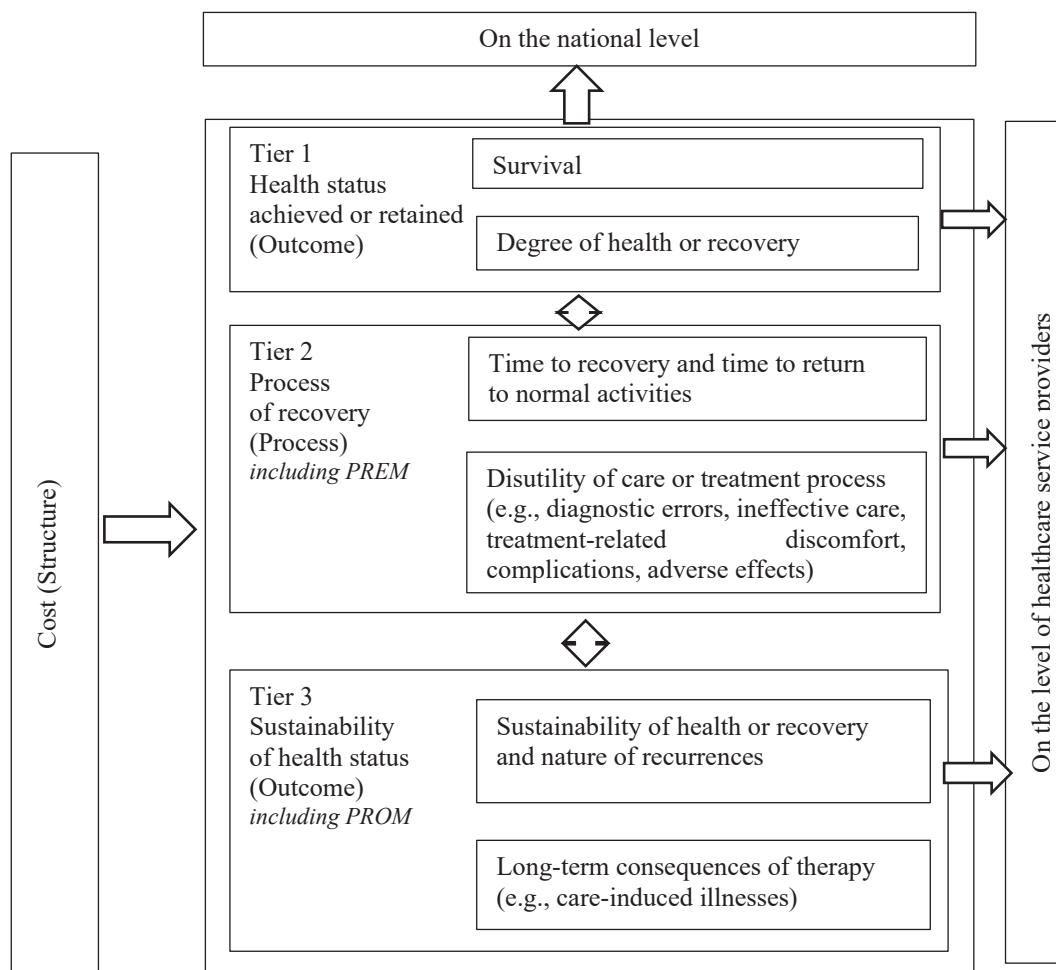 On the national level
Tier 1
Health status
achieved or retained
(Outcome)
Survival
Degree of health or recovery
Tier 2
Process
of recovery
(Process)
including PREM
Time to recovery and time to return
to normal activities
Disutility of care or treatment process
(e.g., diagnostic errors, ineffective care,
treatment-related discomfort,
complications, adverse effects)
Tier 3
Sustainability
of health status
(Outcome)
including PROM
Sustainability of health or recovery
and nature of recurrences
Long-term consequences of therapy
(e.g., care-induced illnesses)
Cost (Structure)
On the level of healthcare service providers